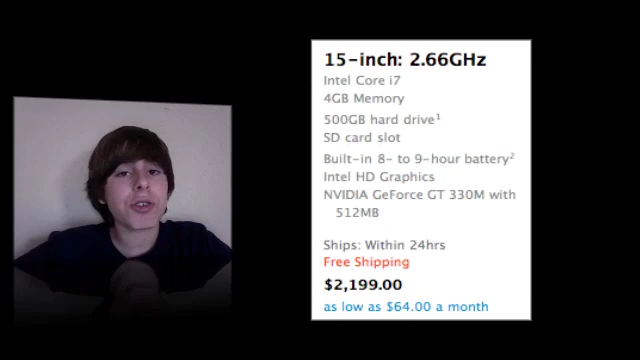 15-inch: 2.66GHz
Intel Core i7
4GB Memory
500GB hard drive¹
SD card slot
Built-in 8- to 9-hour battery²
Intel HD Graphics
NVIDIA GeForce GT 330M with
512MB
Ships: Within 24hrs
Free Shipping
$2,199.00
as low as $64.00 a month